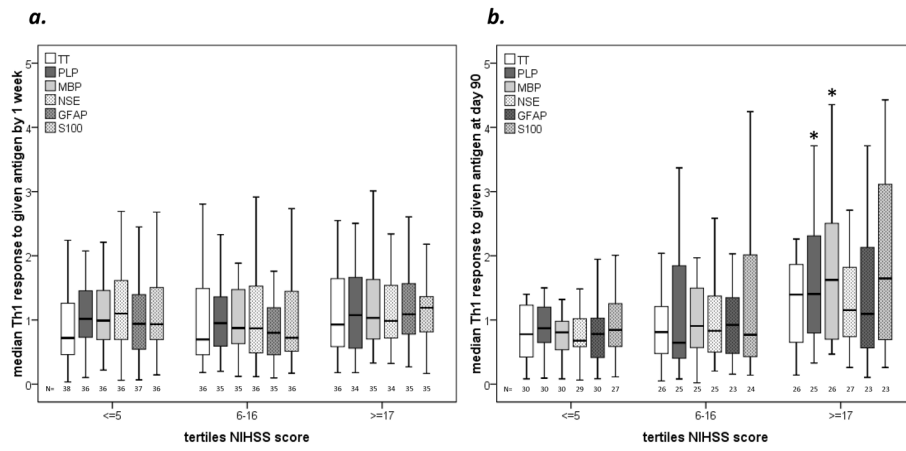 a.
median Th1 response to given antigen by 1 week
5
4
3
2
1
0
TT
PLP
MBP
NSE
GFAP
S100
N= 38 36 36 36 37 36 36 35 35 36 35 36 36 34 35 34 35 35
<=5 6-16 >=17
tertiles NIHSS score
b.
median Th1 response to given antigen at day 90
5
4
3
2
1
0
TT
PLP
MBP
NSE
GFAP
S100
* *
N= 30 30 30 29 30 27 26 25 25 25 23 24 26 25 26 27 23 23
<=5 6-16 >=17
tertiles NIHSS score